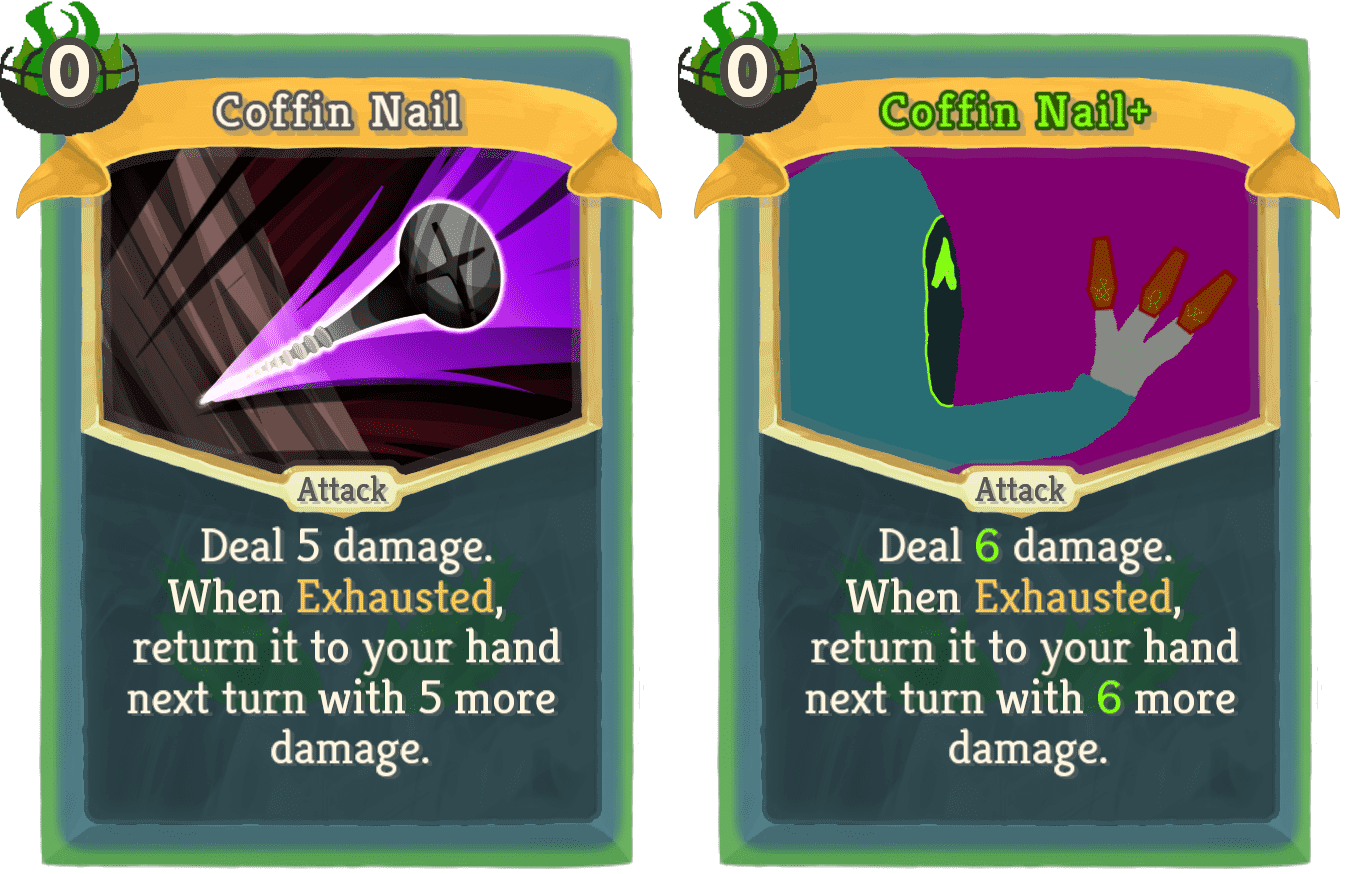 0
Coffin Nail
Attack
Deal 5 damage.
When Exhausted,
return it to your hand
next turn with 5 more
damage.
0
Coffin Nail+
Attack
Deal 6 damage.
When Exhausted,
return it to your hand
next turn with 6 more
damage.